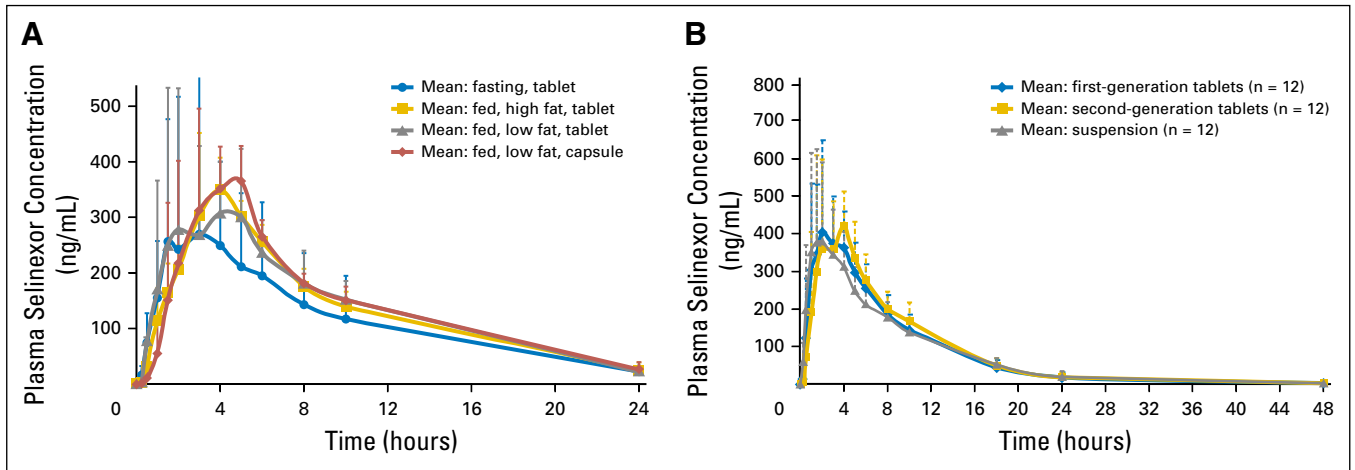 A
Plasma Selinexor Concentration
(ng/mL)
500
400
300
200
100
0
4
8
12
16
20
24
Time (hours)
Mean: fasting, tablet
Mean: fed, high fat, tablet
Mean: fed, low fat, tablet
Mean: fed, low fat, capsule
B
Plasma Selinexor Concentation
(ng/mL)
800
700
600
500
400
300
200
100
0
4
8
12
16
20
24
28
32
36
40
44
48
Time (hours)
Mean: first-generation tablets (n = 12)
Mean: second-generation tablets (n = 12)
Mean: suspension (n = 12)